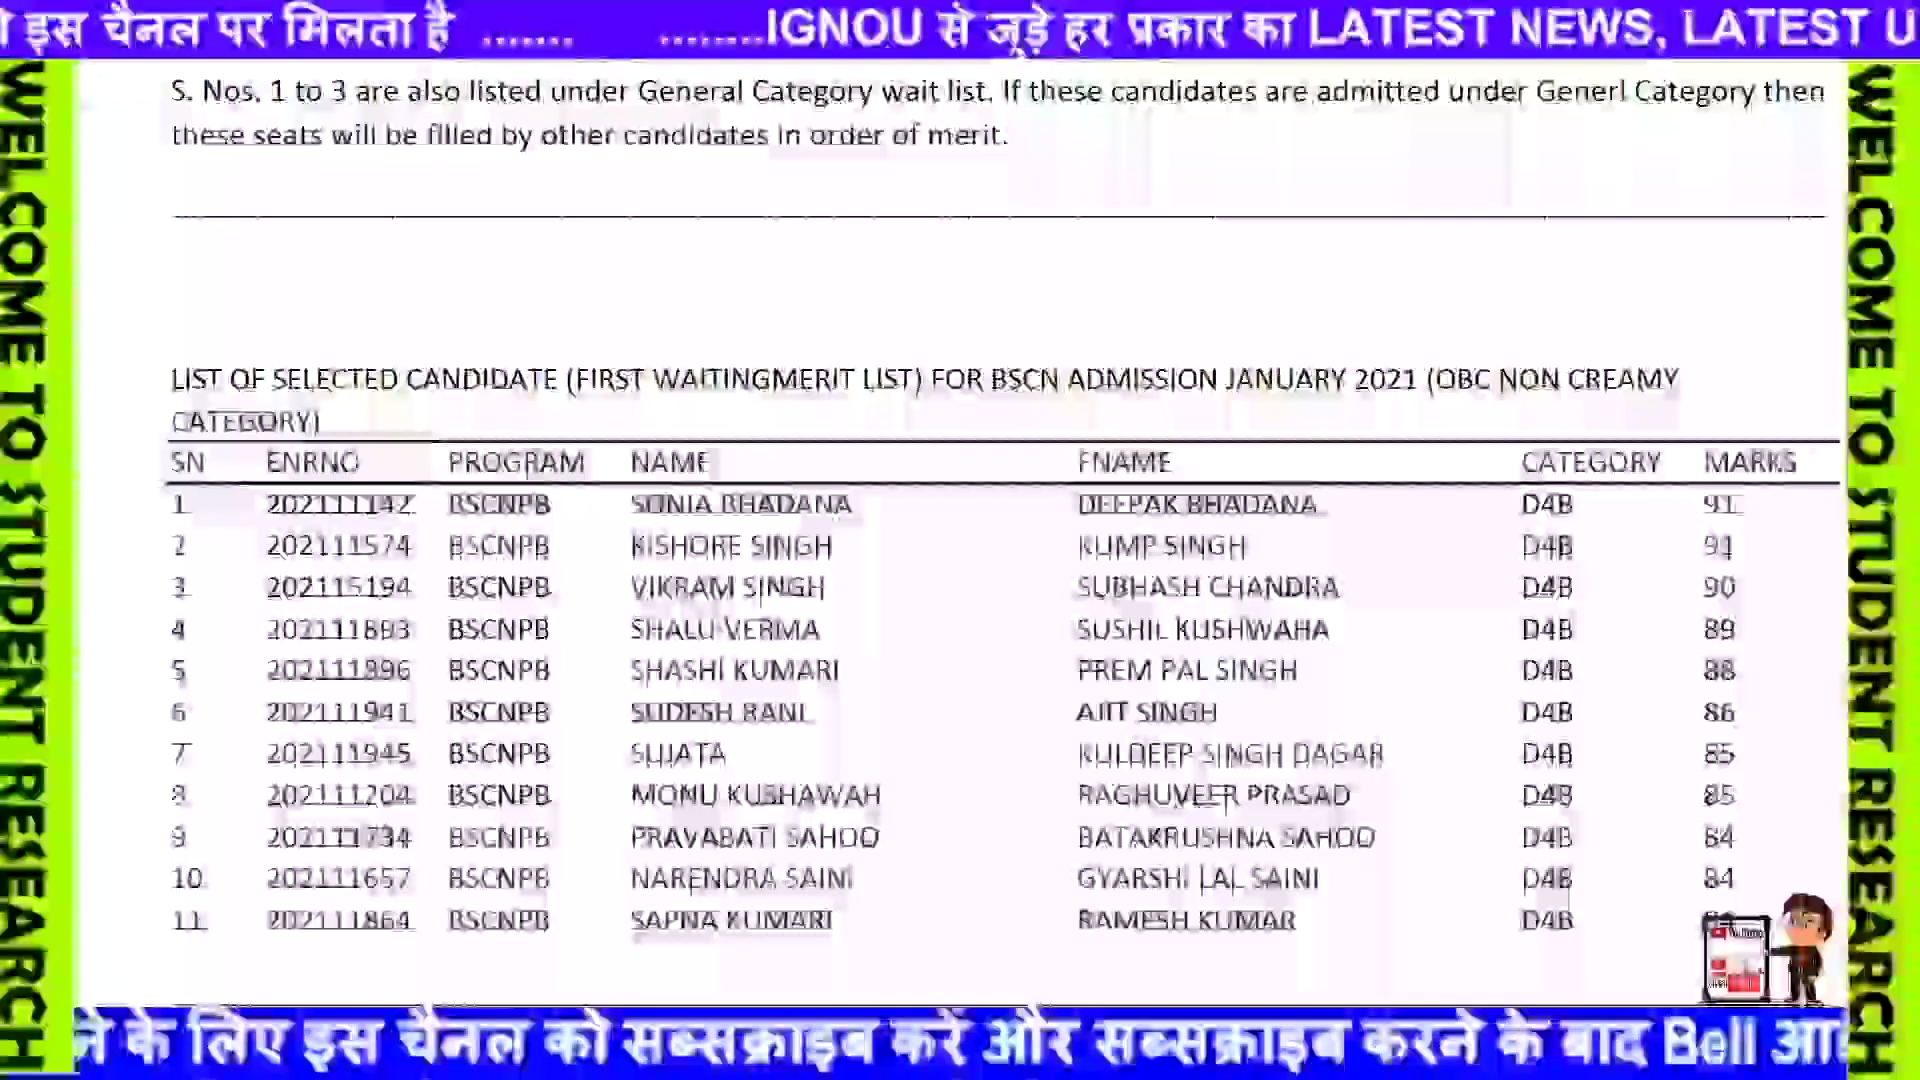 इस चैनल पर मिलता है ....... ........IGNOU से जूड़े हर प्रकार का LATEST NEWS, LATEST U
WELCOME TO STUDENT RESEARCH
S. Nos. 1 to 3 are also listed under General Category wait list. If these candidates are admitted under Generl Category then
these seats will be filled by other candidates in order of merit.
LIST OF SELECTED CANDIDATE (FIRST WAITINGMERIT LIST) FOR BSCN ADMISSION JANUARY 2021 (OBC NON CREAMY
CATEGORY)
SN ENRNO PROGRAM NAME FNAME CATEGORY MARKS
1 202111142 BSCNPB SONIA BHADANA DEEPAK BHADANA D4B 91
2 202111574 BSCNPB KISHORE SINGH KUMP SINGH D4B 91
3 202115194 BSCNPB VIKRAM SINGH SUBHASH CHANDRA D4B 90
4 202111893 BSCNPB SHALU VERMA SUSHIL KUSHWAHA D4B 89
5 202111896 BSCNPB SHASHI KUMARI PREM PAL SINGH D4B 88
6 202111941 BSCNPB SUDESH RANI AJIT SINGH D4B 86
7 202111945 BSCNPB SUJATA KULDEEP SINGH DAGAR D4B 85
8 202111204 BSCNPB MONU KUSHAWAH RAGHUVEER PRASAD D4B 85
9 202111734 BSCNPB PRAVABATI SAHOO BATAKRUSHNA SAHOO D4B 84
10 202111657 BSCNPB NARENDRA SAINI GYARSHI LAL SAINI D4B 84
11 202111864 BSCNPB SAPNA KUMARI RAMESH KUMAR D4B
WELCOME TO STUDENT RESEARCH
के लिए इस चैनल को सब्सक्राइब करें और सब्सक्राइब करने के बाद Bell